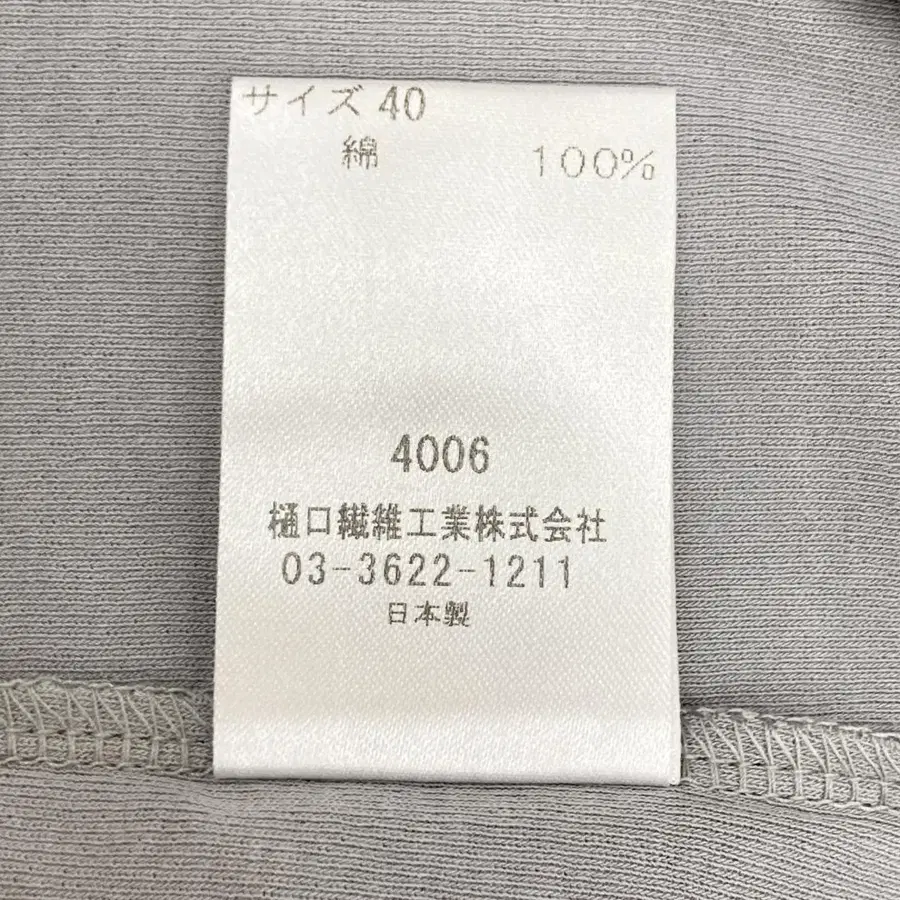 サイズ 40
綿 100%
4006
樋口繊維工業株式会社
03-3622-1211
日本製